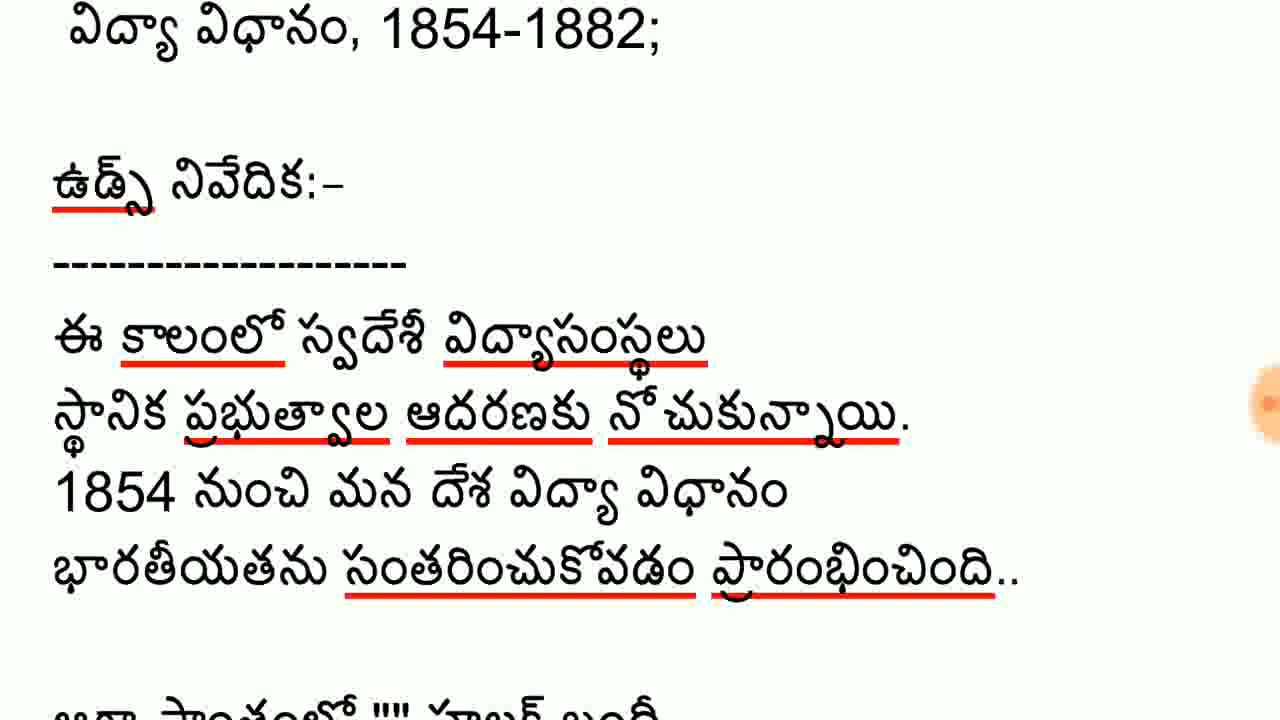 విద్యా విధానం, 1854-1882;
ఉడ్స్ నివేదిక:-
-------------------
ఈ కాలంలో స్వదేశీ విద్యాసంస్థలు
స్థానిక ప్రభుత్వాల ఆదరణకు నోచుకున్నాయి.
1854 నుంచి మన దేశ విద్యా విధానం
భారతీయతను సంతరించుకోవడం ప్రారంభించింది..